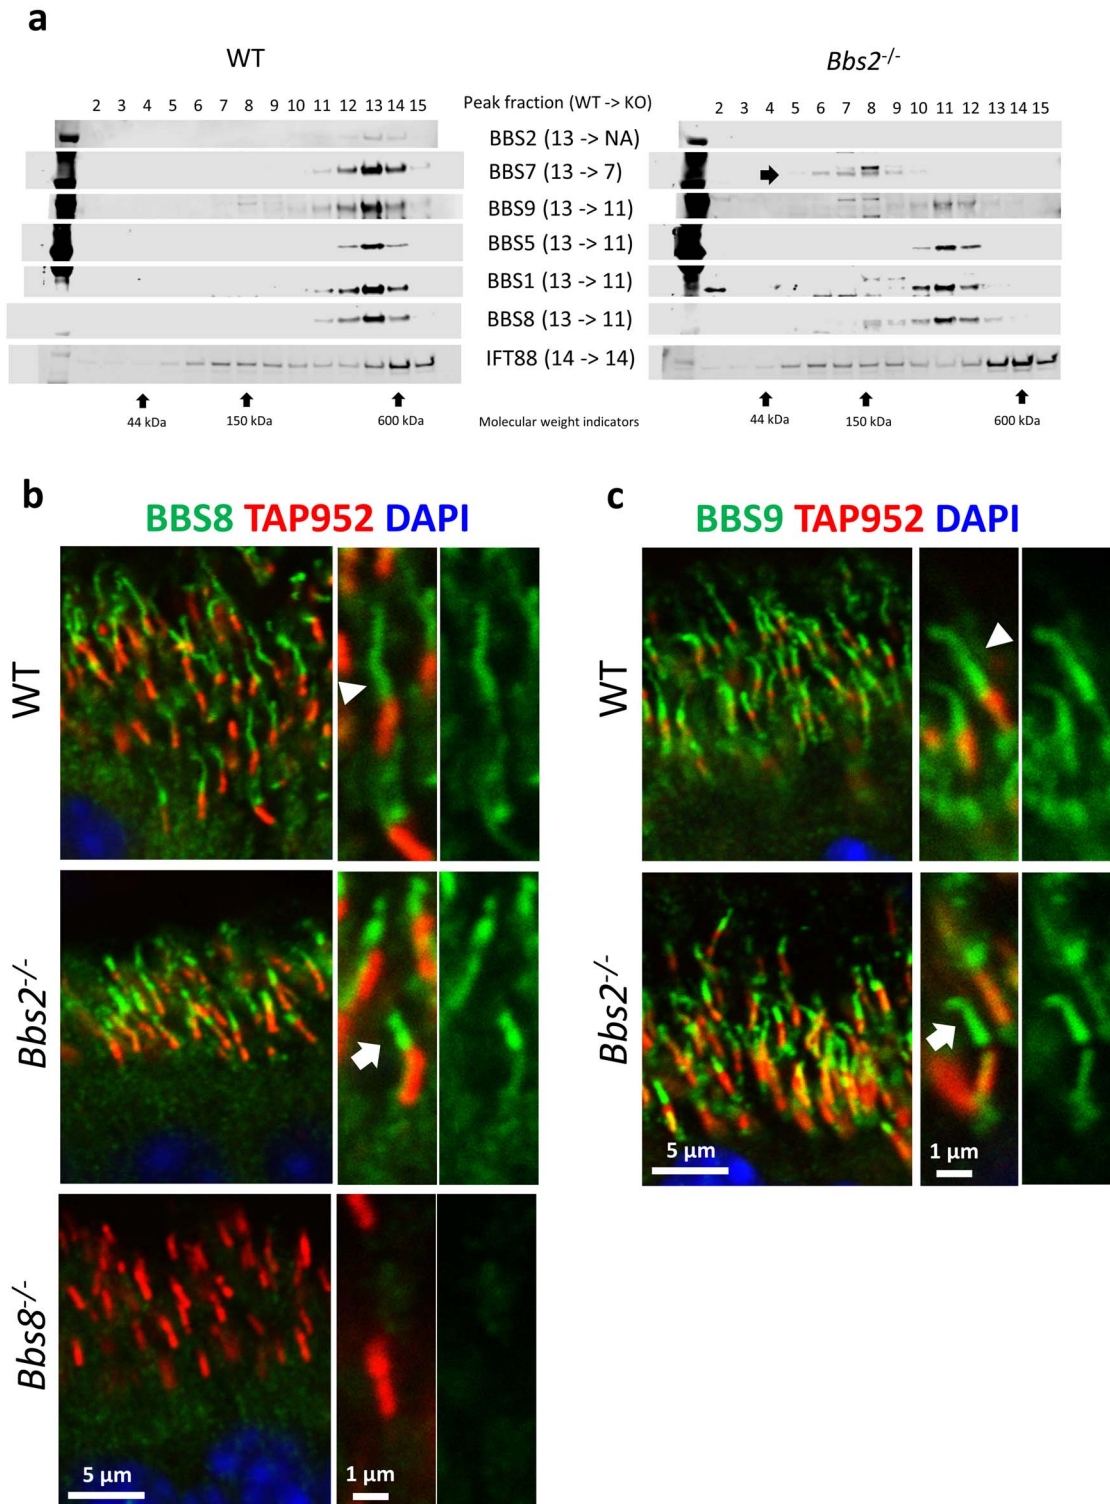 a
WT
Bbs2-/-
2 3 4 5 6 7 8 9 10 11 12 13 14 15
Peak fraction (WT -> KO)
2 3 4 5 6 7 8 9 10 11 12 13 14 15
BBS2 (13 -> NA)
BBS7 (13 -> 7)
BBS9 (13 -> 11)
BBS5 (13 -> 11)
BBS1 (13 -> 11)
BBS8 (13 -> 11)
IFT88 (14 -> 14)
44 kDa 150 kDa 600 kDa
Molecular weight indicators
44 kDa 150 kDa 600 kDa
b
BBS8 TAP952 DAPI
WT
Bbs2-/-
Bbs8-/-
5 µm
1 µm
c
BBS9 TAP952 DAPI
WT
Bbs2-/-
5 µm
1 µm